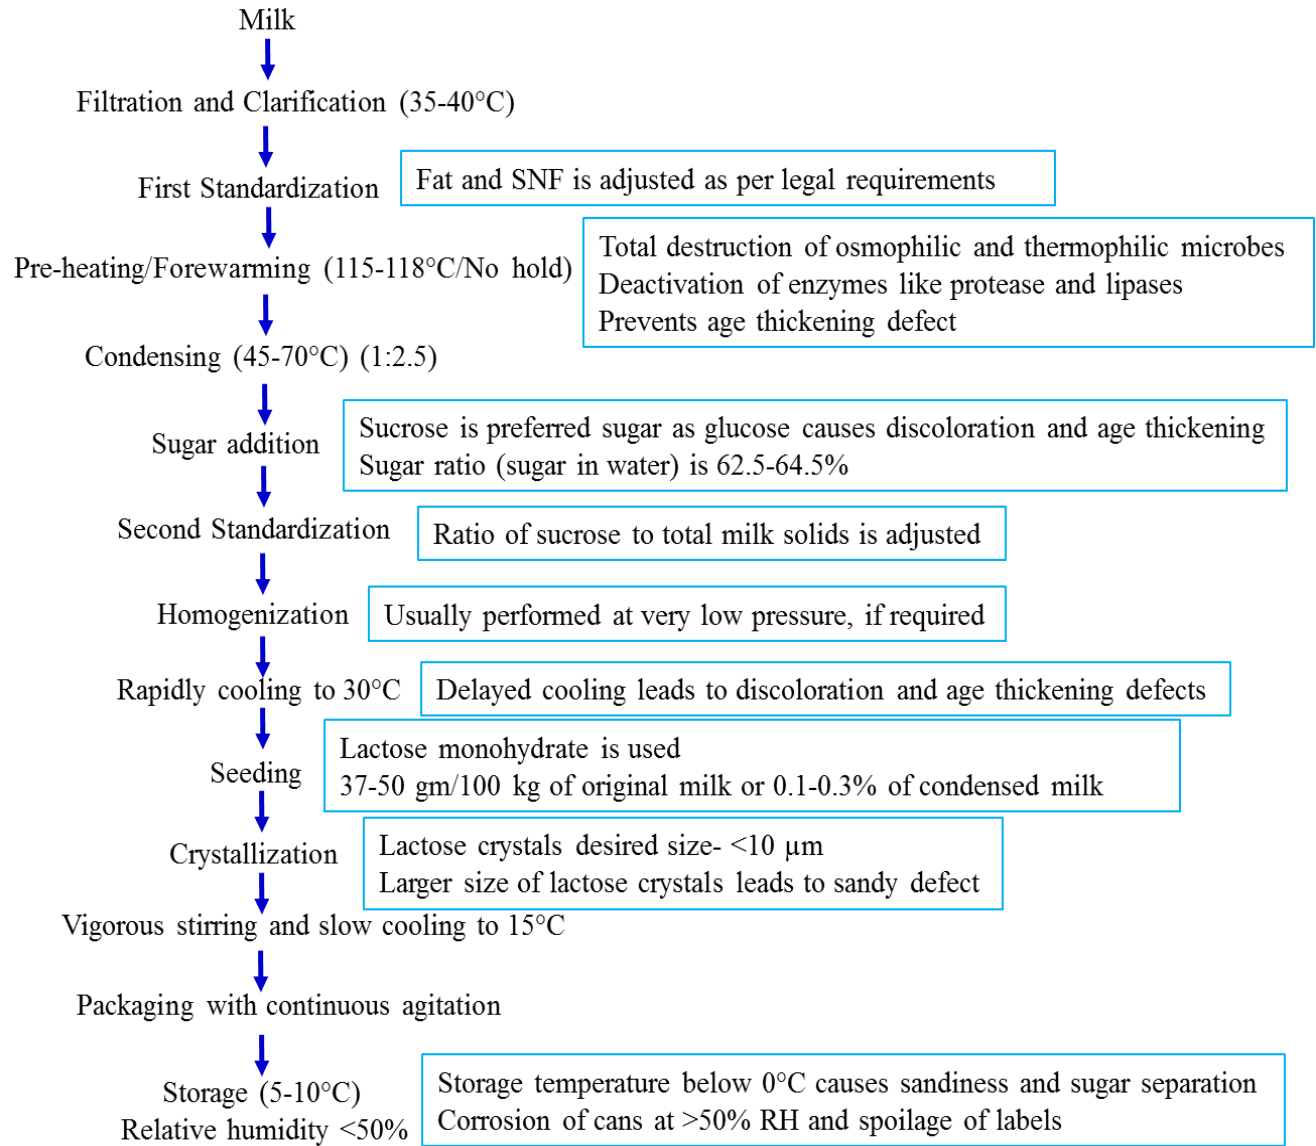 Milk
Filtration and Clarification (35-40°C)
First Standardization
Fat and SNF is adjusted as per legal requirements
Pre-heating/Forewarming (115-118°C/No hold)
Total destruction of osmophilic and thermophilic microbes
Deactivation of enzymes like protease and lipases
Prevents age thickening defect
Condensing (45-70°C) (1:2.5)
Sugar addition
Sucrose is preferred sugar as glucose causes discoloration and age thickening
Sugar ratio (sugar in water) is 62.5-64.5%
Second Standardization
Ratio of sucrose to total milk solids is adjusted
Homogenization
Usually performed at very low pressure, if required
Rapidly cooling to 30°C
Delayed cooling leads to discoloration and age thickening defects
Seeding
Lactose monohydrate is used
37-50 gm/100 kg of original milk or 0.1-0.3% of condensed milk
Crystallization
Lactose crystals desired size- <10 µm
Larger size of lactose crystals leads to sandy defect
Vigorous stirring and slow cooling to 15°C
Packaging with continuous agitation
Storage (5-10°C)
Relative humidity <50%
Storage temperature below 0°C causes sandiness and sugar separation
Corrosion of cans at >50% RH and spoilage of labels